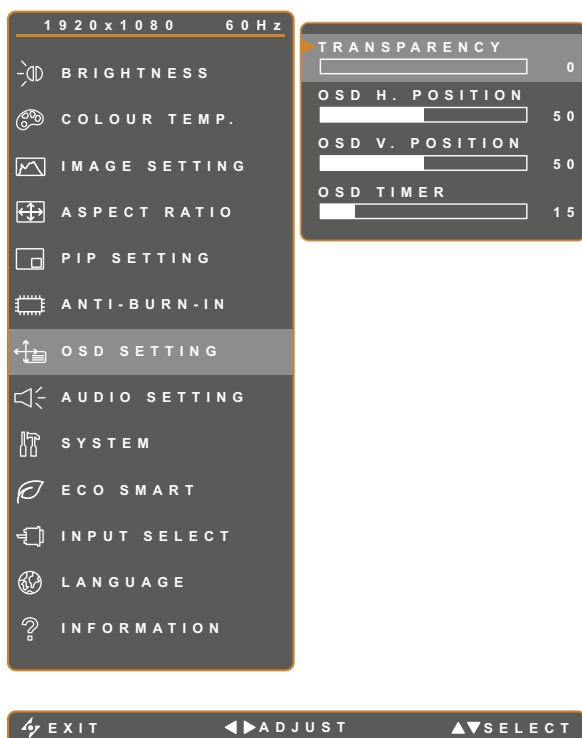 1920x1080 60Hz
BRIGHTNESS
COLOUR TEMP.
IMAGE SETTING
ASPECT RATIO
PIP SETTING
ANTI-BURN-IN
OSD SETTING
AUDIO SETTING
SYSTEM
ECO SMART
INPUT SELECT
LANGUAGE
INFORMATION
TRANSPARENCY
0
OSD H. POSITION
50
OSD V. POSITION
50
OSD TIMER
15
EXIT ADJUST SELECT